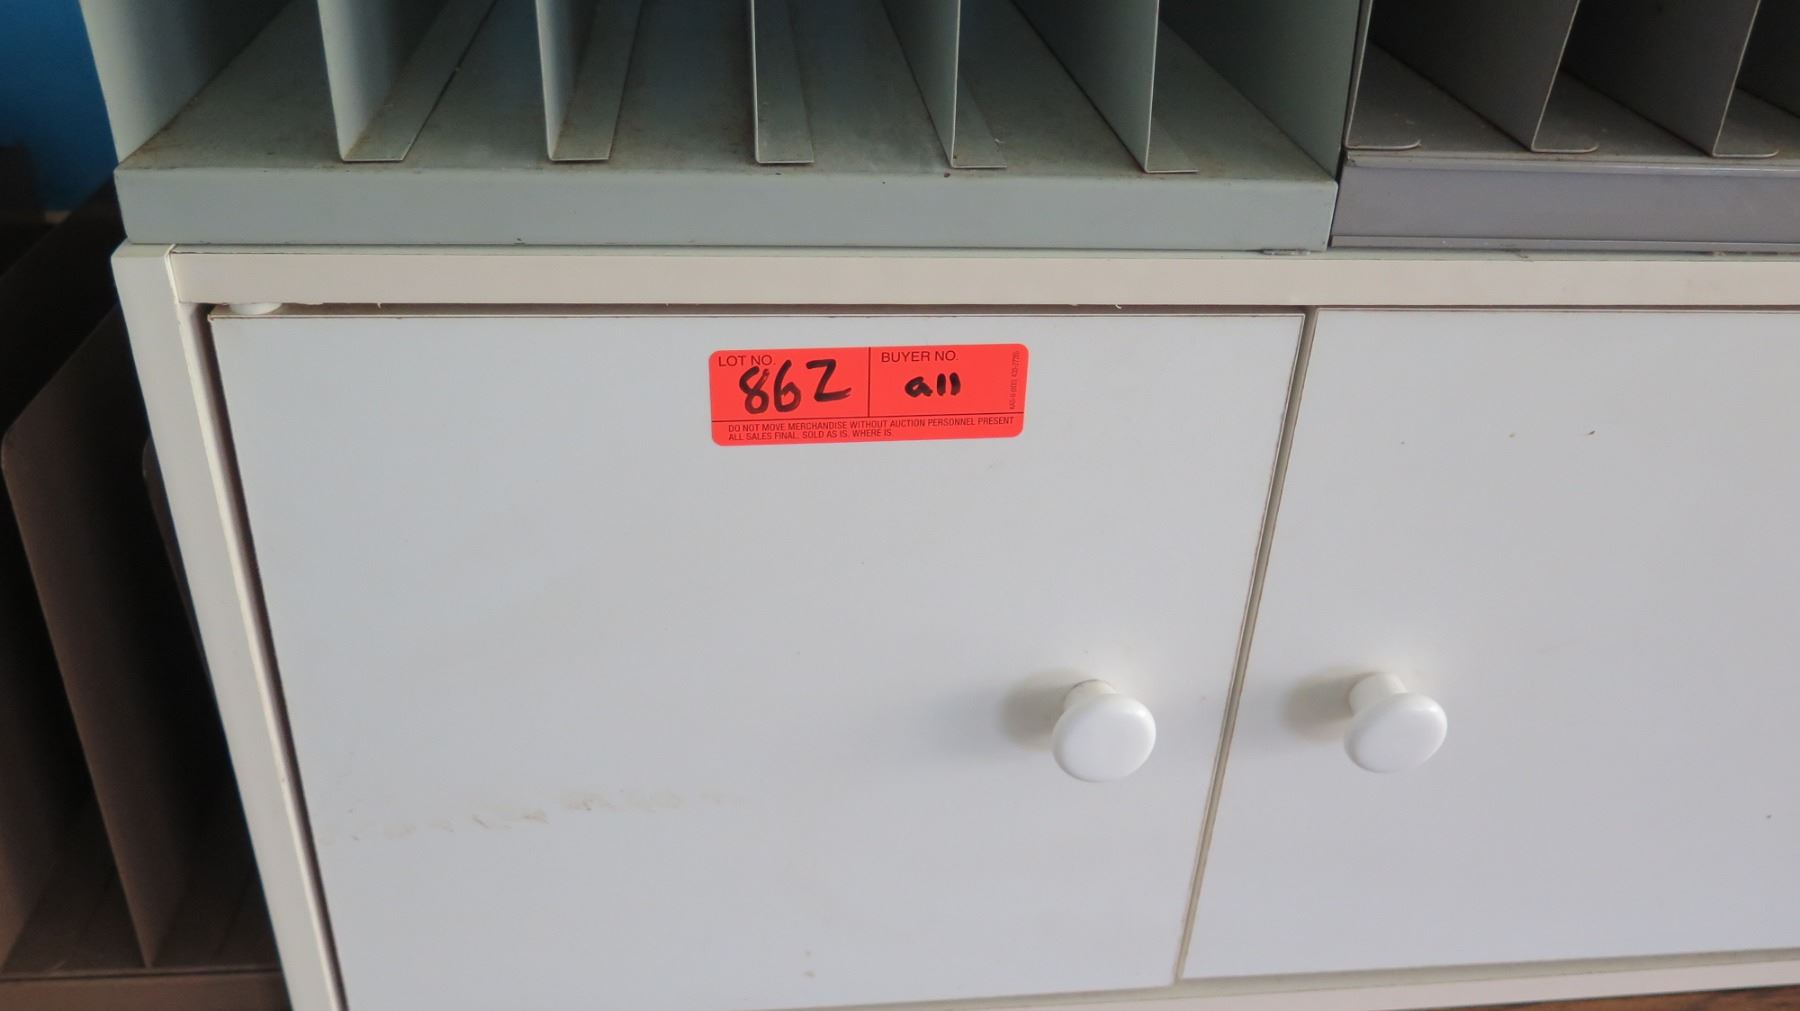 LOT NO. BUYER NO.
862 all
DO NOT MOVE MERCHANDISE WITHOUT AUCTION PERSONNEL PRESENT
ALL SALES FINAL, SOLD AS IS, WHERE IS